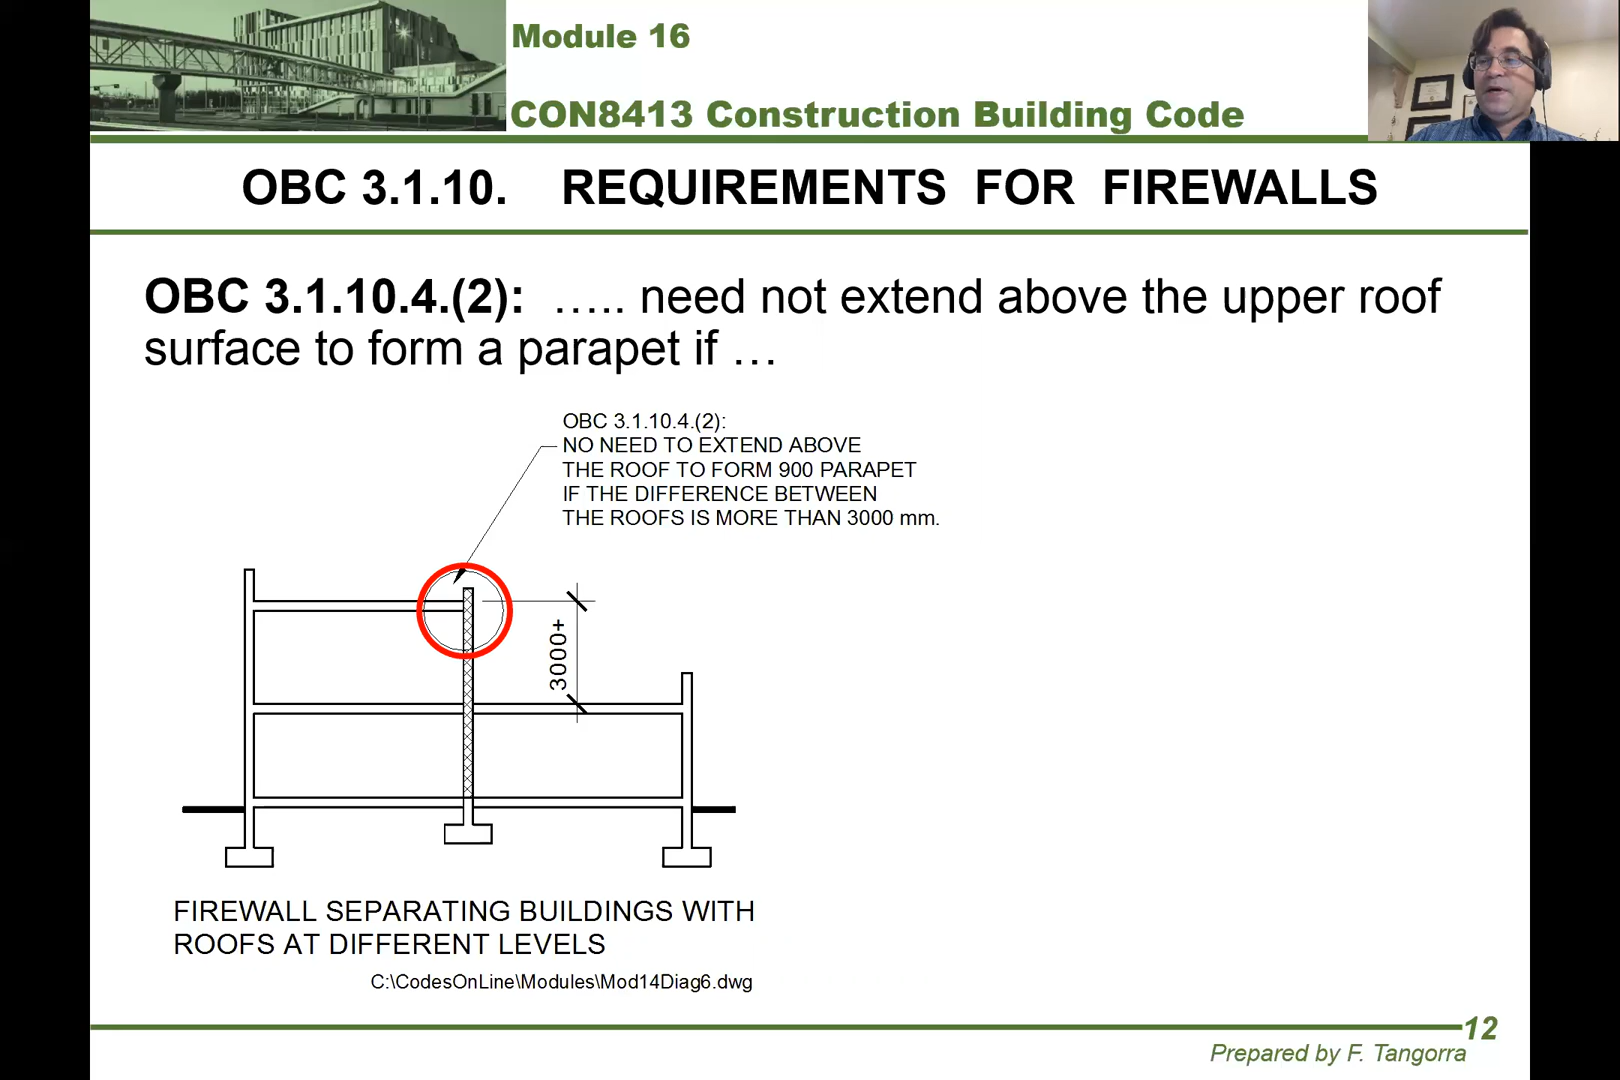 Module 16
CON8413 Construction Building Code
OBC 3.1.10. REQUIREMENTS FOR FIREWALLS
OBC 3.1.10.4.(2): ….. need not extend above the upper roof
surface to form a parapet if …
OBC 3.1.10.4.(2):
NO NEED TO EXTEND ABOVE
THE ROOF TO FORM 900 PARAPET
IF THE DIFFERENCE BETWEEN
THE ROOFS IS MORE THAN 3000 mm.
3000+
FIREWALL SEPARATING BUILDINGS WITH
ROOFS AT DIFFERENT LEVELS
C:\CodesOnLine\Modules\Mod14Diag6.dwg
12
Prepared by F. Tangorra